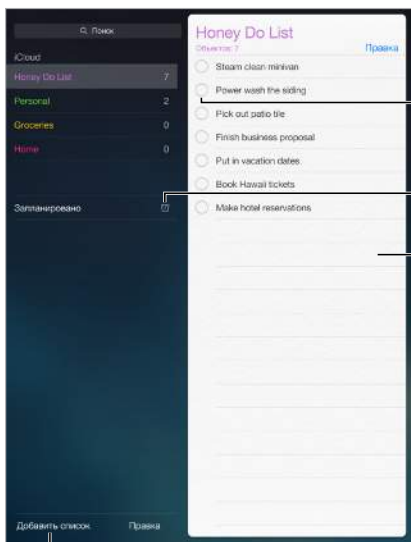 Поиск
iCloud
Honey Do List 7
Personal 2
Groceries 0
Home 0
Запланировано
Добавить список Правка
Honey Do List
Объектов: 7 Правка
Steam clean minivan
Power wash the siding
Pick out patio tile
Finish business proposal
Put in vacation dates
Book Hawaii tickets
Make hotel reservations